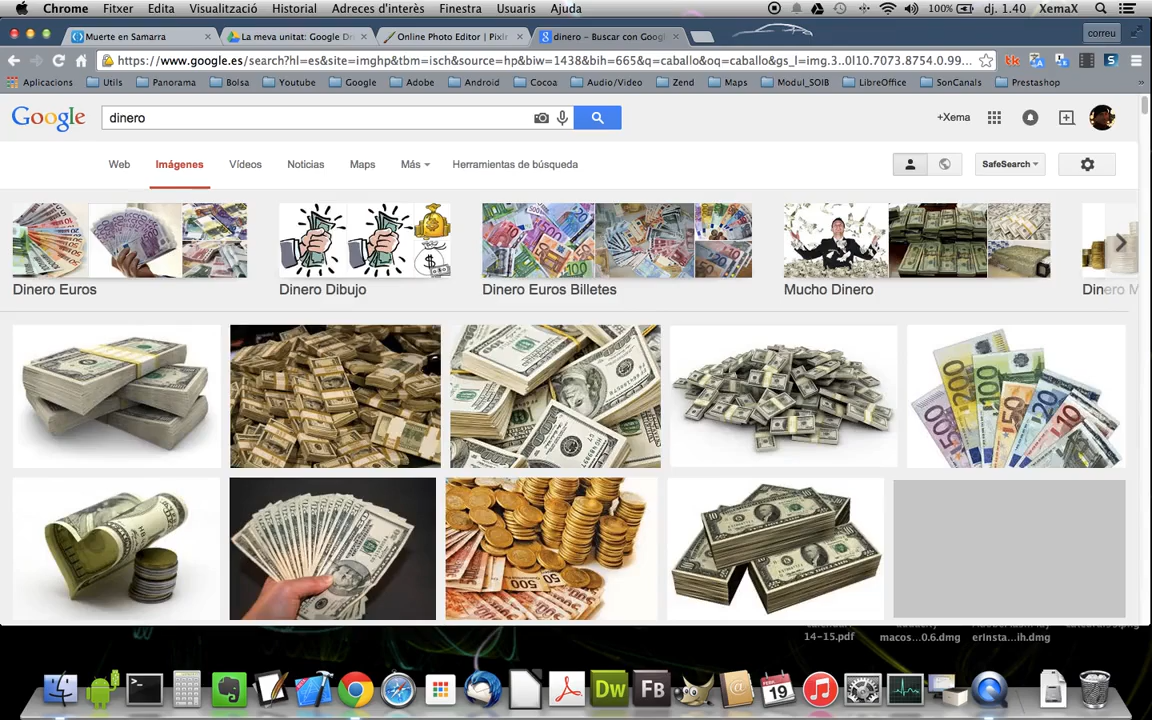 Chrome Fitxer Edita Visualització Historial Adreces d'interès Finestra Usuaris Ajuda 100% dj. 1.40 XemaX
Muerte en Samarra La meva unitat: Google Dr Online Photo Editor | Pixlr dinero – Buscar con Google correu
https://www.google.es/search?hl=es&site=imghp&tbm=isch&source=hp&biw=1438&bih=665&q=caballo&oq=caballo&gs_l=img.3..0l10.7073.8754.0.99...
Aplicacions Utils Panorama Bolsa Youtube Google Adobe Android Cocoa Audio/Video Zend Maps Modul_SOIB LibreOffice SonCanals Prestashop
Google dinero +Xema
Web Imágenes Vídeos Noticias Maps Más Herramientas de búsqueda SafeSearch
Dinero Euros Dinero Dibujo Dinero Euros Billetes Mucho Dinero Dinero M
14-15.pdf macos...0.6.dmg erInsta...ih.dmg
FEBR.
19
Dw FB